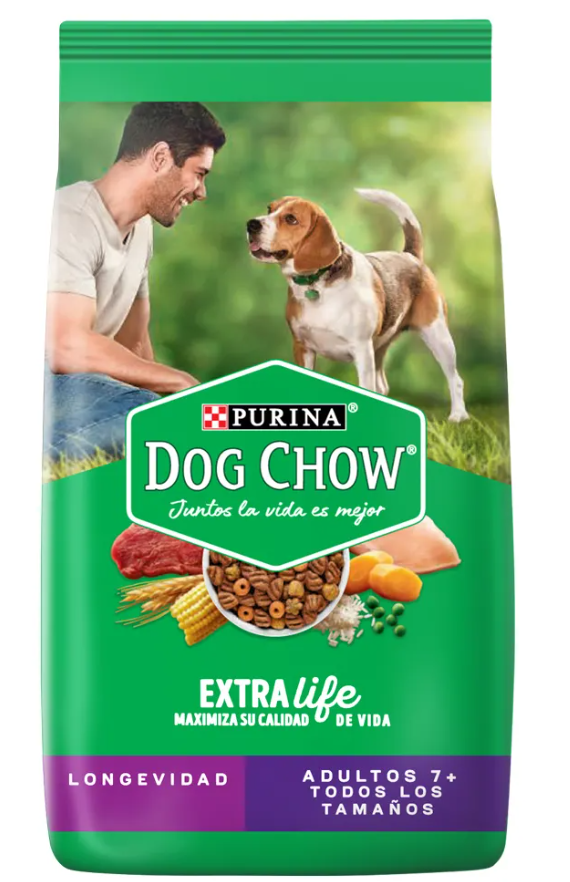 PURINA®
DOG CHOW®
Juntos la vida es mejor
EXTRA life
MAXIMIZA SU CALIDAD DE VIDA
LONGEVIDAD
ADULTOS 7+
TODOS LOS
TAMAÑOS